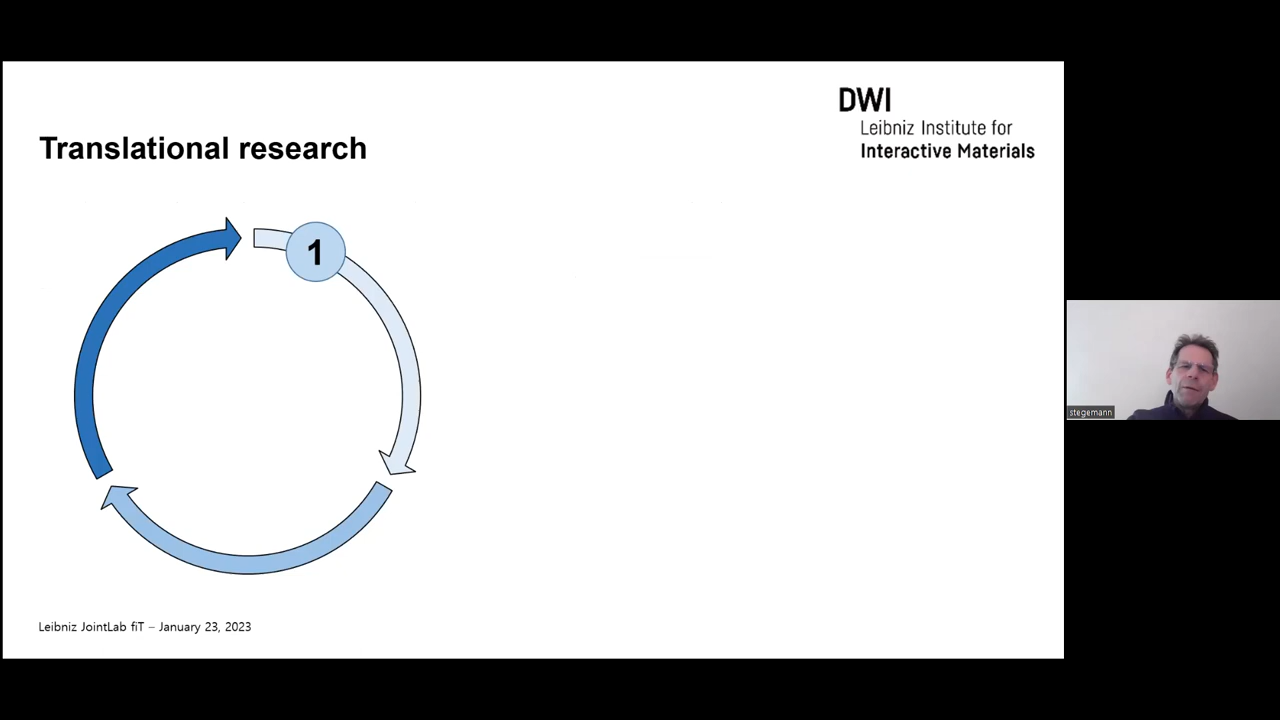 DWI
Leibniz Institute for
Interactive Materials
Translational research
1
stegemann
Leibniz JointLab fiT – January 23, 2023